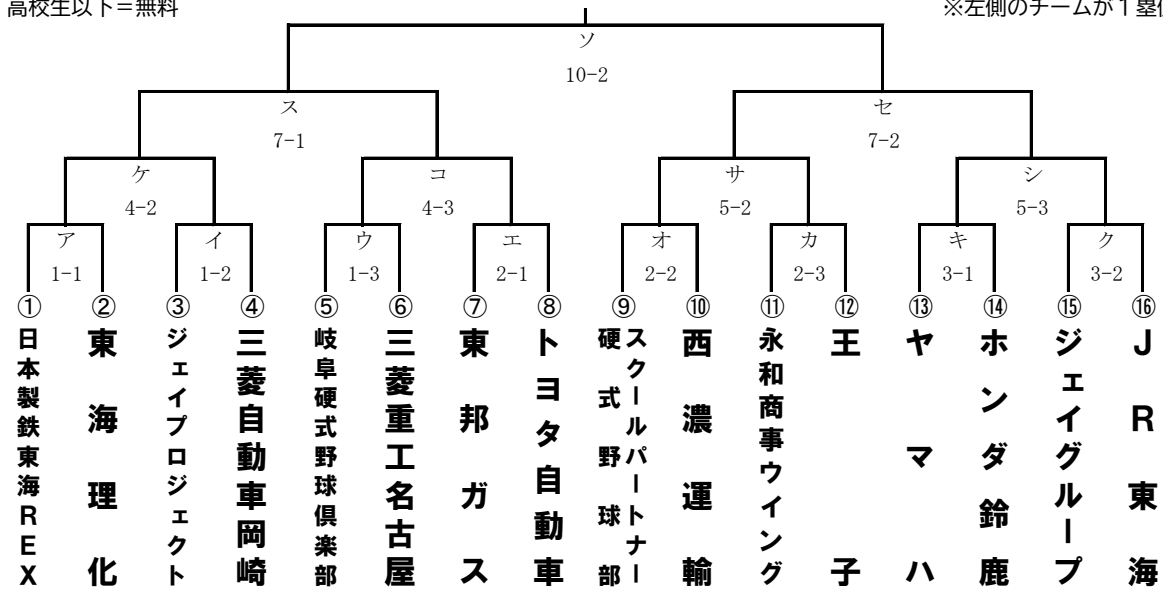 高校生以下=無料
※左側のチームが1塁側
ソ
10-2
ス
セ
7-1
7-2
ケ
コ
サ
シ
4-2
4-3
5-2
5-3
ア
イ
ウ
エ
オ
カ
キ
ク
1-1
1-2
1-3
2-1
2-2
2-3
3-1
3-2
① 日本製鉄東海REX
② 東海理化
③ ジェイプロジェクト
④ 三菱自動車岡崎
⑤ 岐阜硬式野球倶楽部
⑥ 三菱重工名古屋
⑦ 東邦ガス
⑧ トヨタ自動車
⑨ スクールパートナー
硬式野球部
⑩ 西濃運輸
⑪ 永和商事ウイング
⑫ 王子
⑬ ヤマハ
⑭ ホンダ鈴鹿
⑮ ジェイグループ
⑯ JR東海